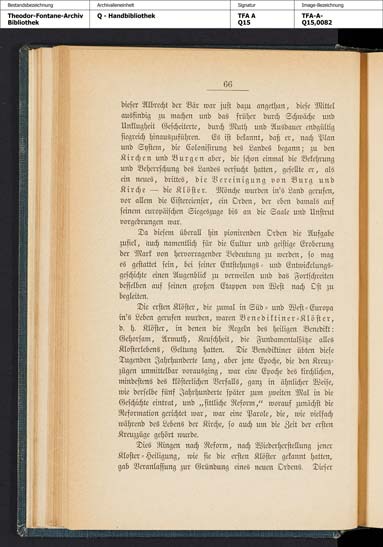 Bestandsbezeichnung
Archivalieneinheit
Signatur
Image-Bezeichnung
Theodor-Fontane-Archiv
Bibliothek
Q - Handbibliothek
TFA A
Q15
TFA-A-
Q15,0082
66
dieser Albrecht der Bär war just dazu angethan, diese Mittel
ausfindig zu machen und das früher durch Schwäche und
Unklugheit Gescheiterte, durch Muth und Ausdauer endgültig
siegreich hinauszuführen. Es ist bekannt, daß er, nach Plan
und System, die Colonisirung des Landes begann; zu den
Kirchen und Burgen aber, die schon einmal die Bekehrung
und Beherrschung des Landes versucht hatten, gesellte er, als
ein neues, drittes, die Vereinigung von Burg und
Kirche — die Klöster. Mönche wurden in's Land gerufen,
vor allem die Cistercienser, ein Orden, der eben damals auf
seinem europäischen Siegeszuge bis an die Saale und Unstrut
vorgedrungen war.
Da diesem überall hin pionirenden Orden die Aufgabe
zufiel, auch namentlich für die Cultur und geistige Eroberung
der Mark von hervorragender Bedeutung zu werden, so mag
es gestattet sein, bei seiner Entstehungs- und Entwickelungs-
geschichte einen Augenblick zu verweilen und das Fortschreiten
desselben auf seinen großen Etappen von West nach Ost zu
begleiten.
Die ersten Klöster, die zumal in Süd- und West-Europa
in's Leben gerufen wurden, waren Benediktiner-Klöster,
d. h. Klöster, in denen die Regeln des heiligen Benedikt:
Gehorsam, Armuth, Keuschheit, die Fundamentalsätze alles
Klosterlebens, Geltung hatten. Die Benediktiner übten diese
Tugenden Jahrhunderte lang, aber jene Epoche, die den Kreuz-
zügen unmittelbar vorausging, war eine Epoche des kirchlichen,
mindestens des klösterlichen Verfalls, ganz in ähnlicher Weise,
wie derselbe fünf Jahrhunderte später zum zweiten Mal in die
Geschichte eintrat, und „sittliche Reform," worauf zunächst die
Reformation gerichtet war, war eine Parole, die, wie vielfach
während des Lebens der Kirche, so auch um die Zeit der ersten
Kreuzzüge gehört wurde.
Dies Ringen nach Reform, nach Wiederherstellung jener
Kloster-Heiligung, wie sie die ersten Klöster gekannt hatten,
gab Veranlassung zur Gründung eines neuen Ordens. Dieser